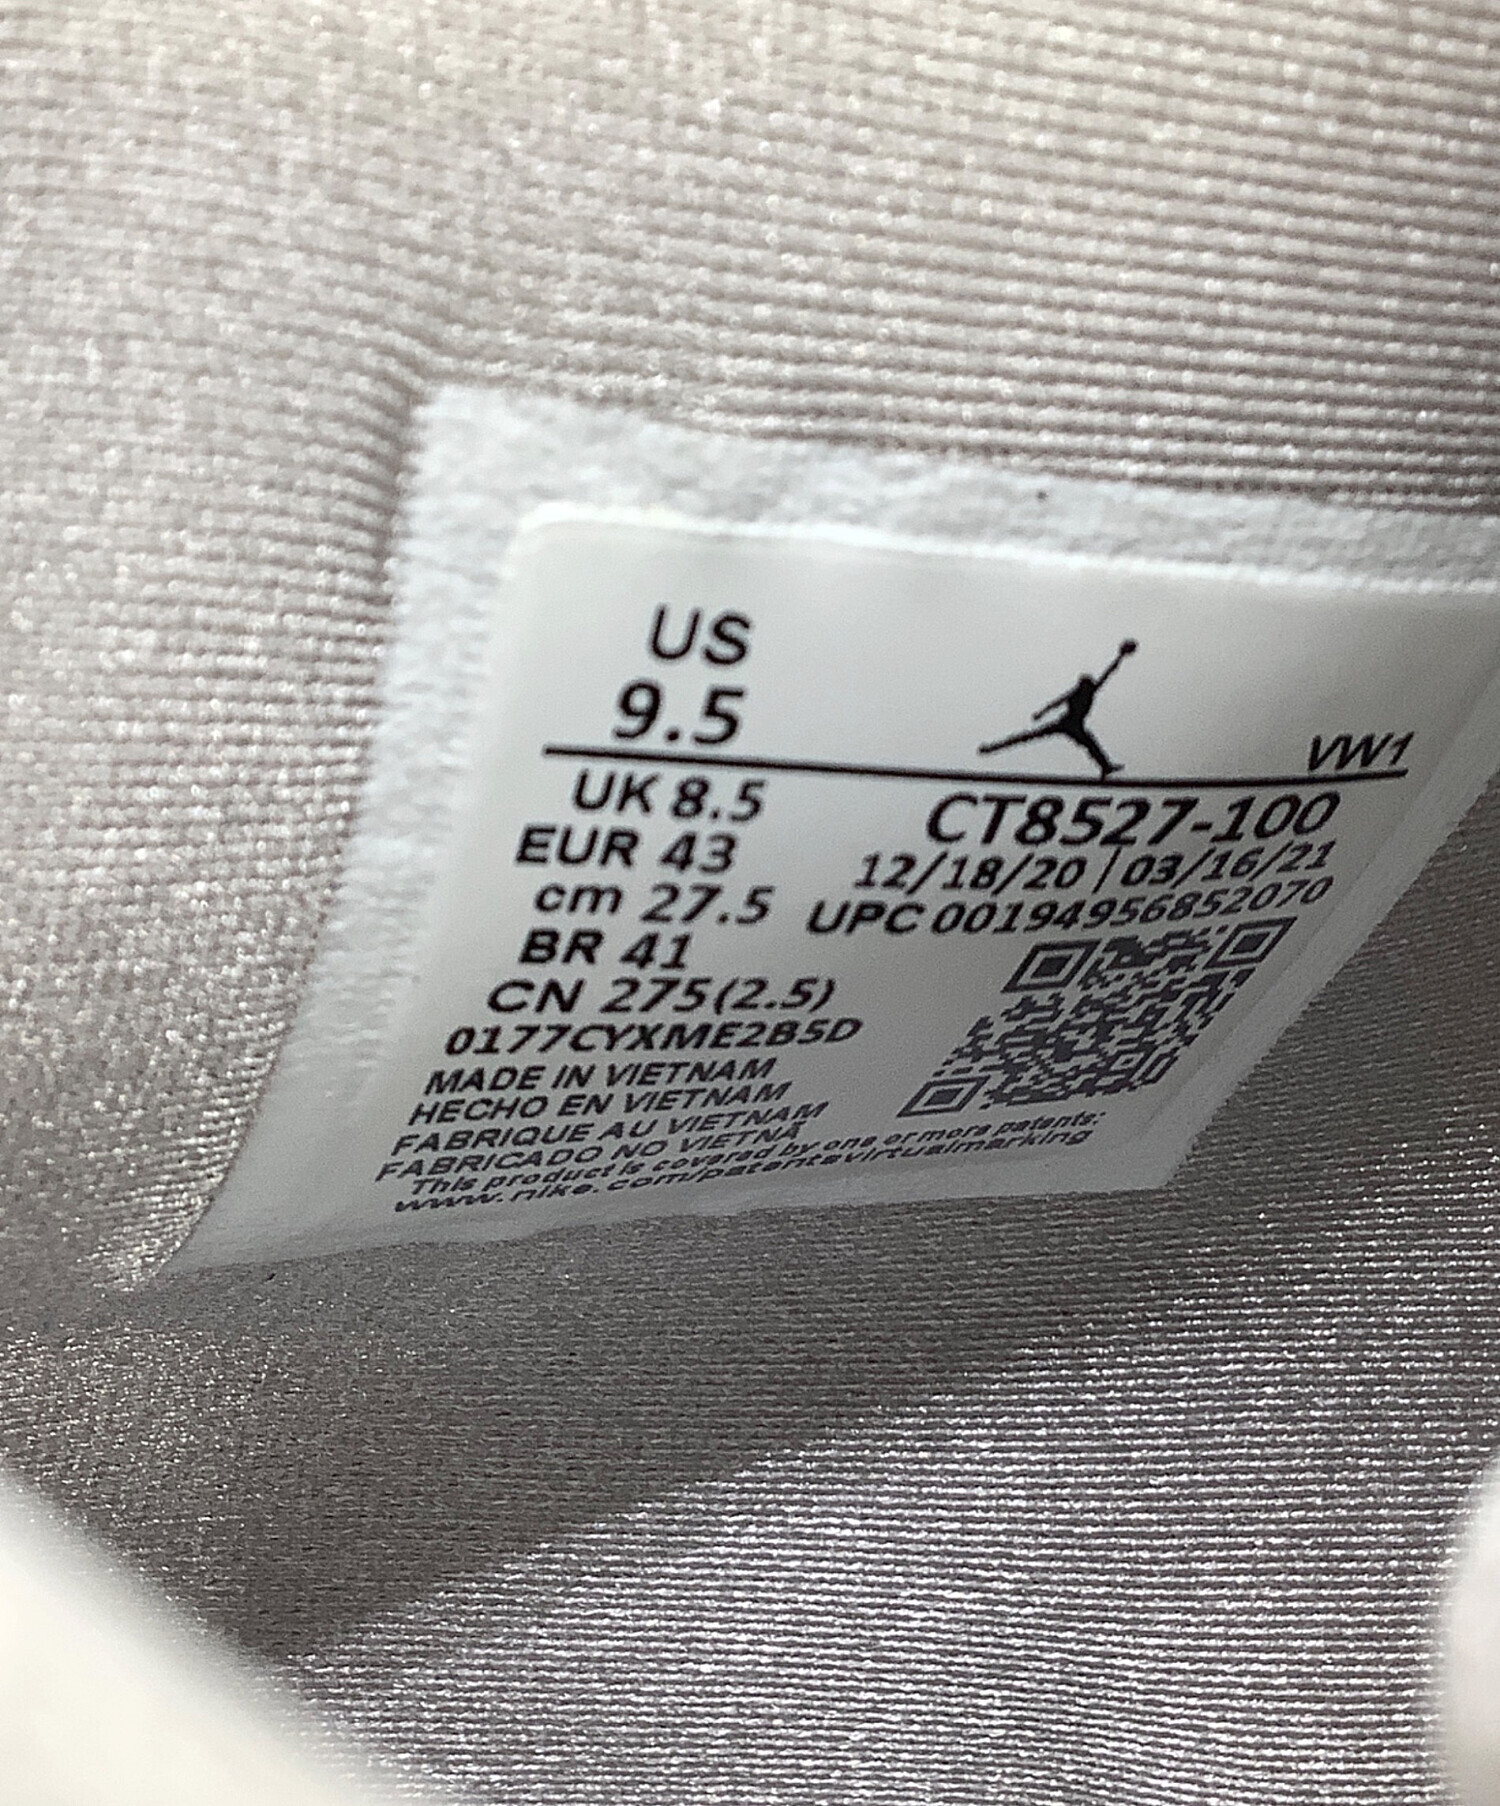 US
9.5
VW1
UK 8.5
EUR 43
cm 27.5
BR 41
CN 275(2.5)
CT8527-100
12/18/20 | 03/16/21
UPC 00194956852070
0177CYXME2B5D
MADE IN VIETNAM
HECHO EN VIETNAM
FABRIQUE AU VIETNAM
FABRICADO NO VIETNÃ
This product is covered by one or more patents:
www.nike.com/patentsvirtualmarking